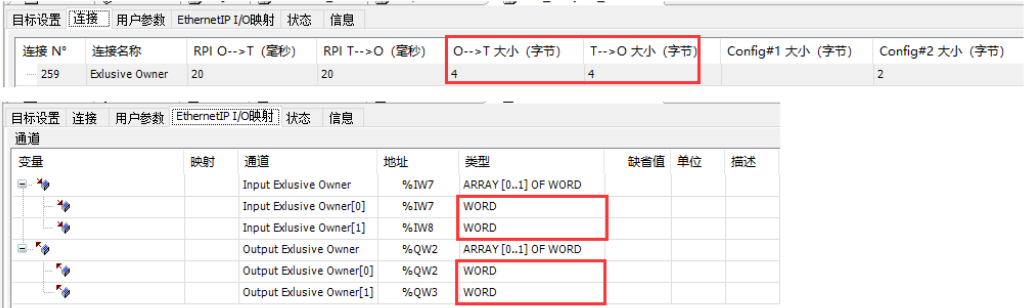 目标设置 连接 用户参数 EthernetIP I/O映射 状态 信息
连接 N° 连接名称 RPI O-->T（毫秒） RPI T-->O（毫秒） O-->T 大小（字节） T-->O 大小（字节） Config#1 大小（字节） Config#2 大小（字节）
259 Exlusive Owner 20 20 4 4 2
目标设置 连接 用户参数 EthernetIP I/O映射 状态 信息
通道
变量 映射 通道 地址 类型 缺省值 单位 描述
Input Exlusive Owner %IW7 ARRAY [0..1] OF WORD
Input Exlusive Owner[0] %IW7 WORD
Input Exlusive Owner[1] %IW8 WORD
Output Exlusive Owner %QW2 ARRAY [0..1] OF WORD
Output Exlusive Owner[0] %QW2 WORD
Output Exlusive Owner[1] %QW3 WORD